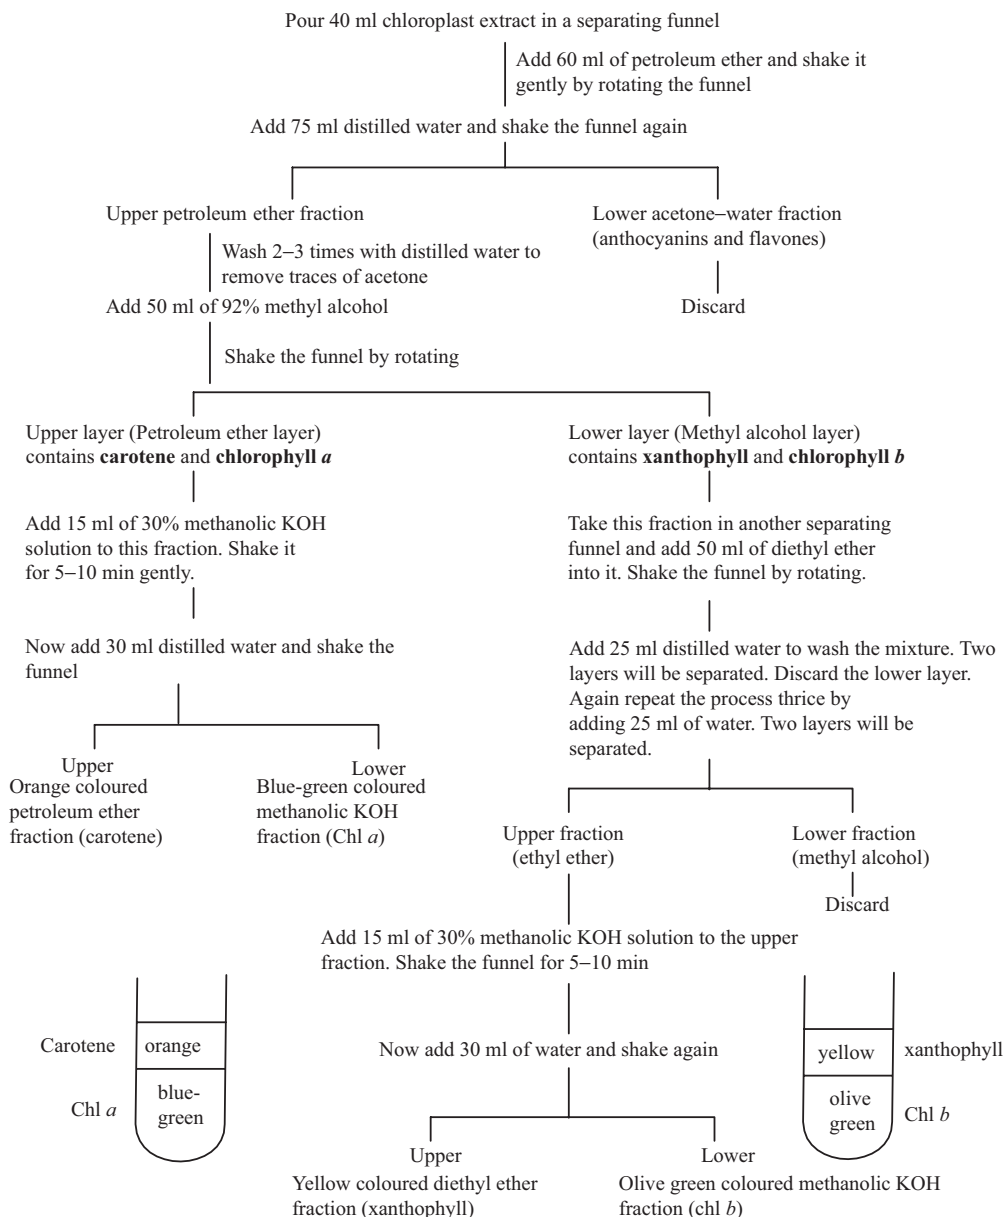 Pour 40 ml chloroplast extract in a separating funnel
Add 60 ml of petroleum ether and shake it
gently by rotating the funnel
Add 75 ml distilled water and shake the funnel again
Upper petroleum ether fraction
Lower acetone–water fraction
(anthocyanins and flavones)
Wash 2–3 times with distilled water to
remove traces of acetone
Add 50 ml of 92% methyl alcohol
Discard
Shake the funnel by rotating
Upper layer (Petroleum ether layer)
contains carotene and chlorophyll a
Lower layer (Methyl alcohol layer)
contains xanthophyll and chlorophyll b
Add 15 ml of 30% methanolic KOH
solution to this fraction. Shake it
for 5–10 min gently.
Take this fraction in another separating
funnel and add 50 ml of diethyl ether
into it. Shake the funnel by rotating.
Now add 30 ml distilled water and shake the
funnel
Add 25 ml distilled water to wash the mixture. Two
layers will be separated. Discard the lower layer.
Again repeat the process thrice by
adding 25 ml of water. Two layers will be
separated.
Upper
Orange coloured
petroleum ether
fraction (carotene)
Lower
Blue-green coloured
methanolic KOH
fraction (Chl a)
Upper fraction
(ethyl ether)
Lower fraction
(methyl alcohol)
Discard
Add 15 ml of 30% methanolic KOH solution to the upper
fraction. Shake the funnel for 5–10 min
Now add 30 ml of water and shake again
Carotene
orange
Chl a
blue-
green
yellow
xanthophyll
olive
green
Chl b
Upper
Yellow coloured diethyl ether
fraction (xanthophyll)
Lower
Olive green coloured methanolic KOH
fraction (chl b)